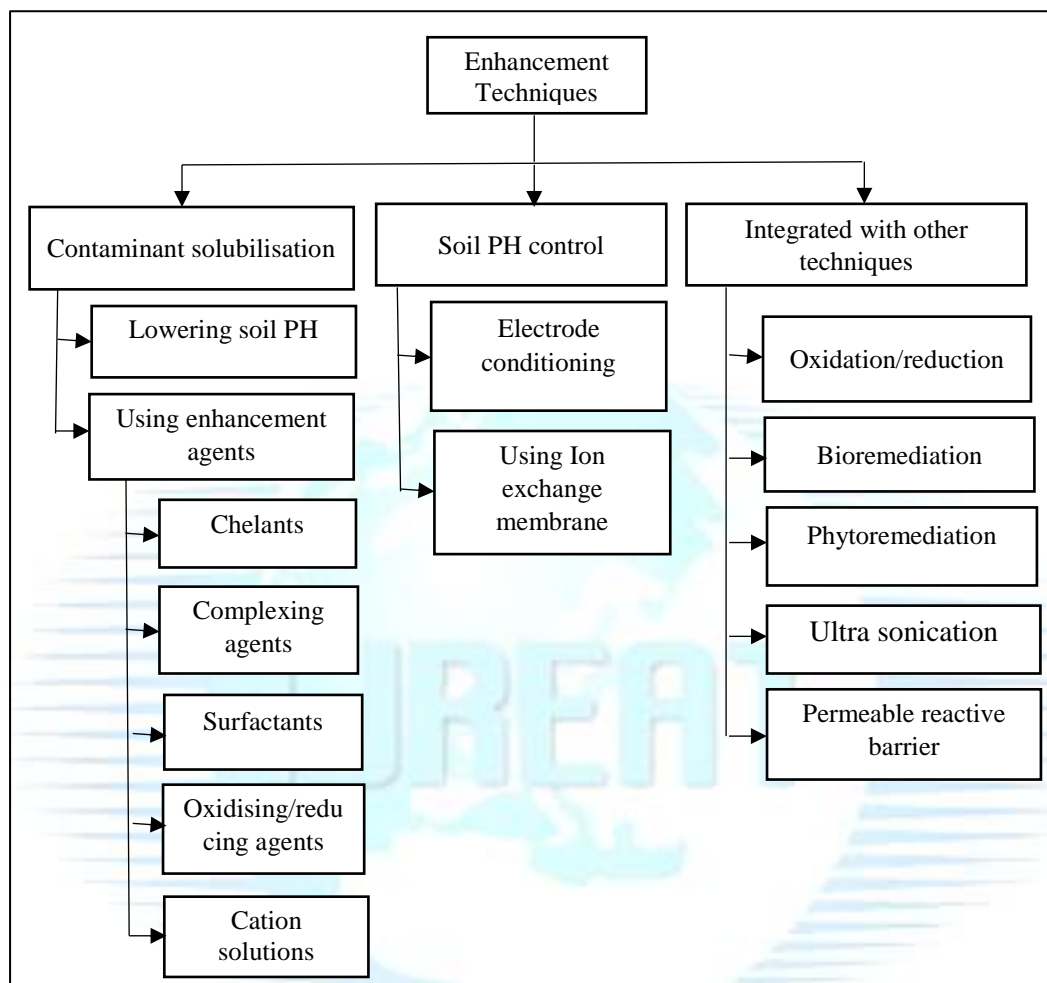 Enhancement
Techniques
Contaminant solubilisation
Lowering soil PH
Using enhancement
agents
Chelants
Complexing
agents
Surfactants
Oxidising/redu
cing agents
Cation
solutions
Soil PH control
Electrode
conditioning
Using Ion
exchange
membrane
Integrated with other
techniques
Oxidation/reduction
Bioremediation
Phytoremediation
Ultra sonication
Permeable reactive
barrier